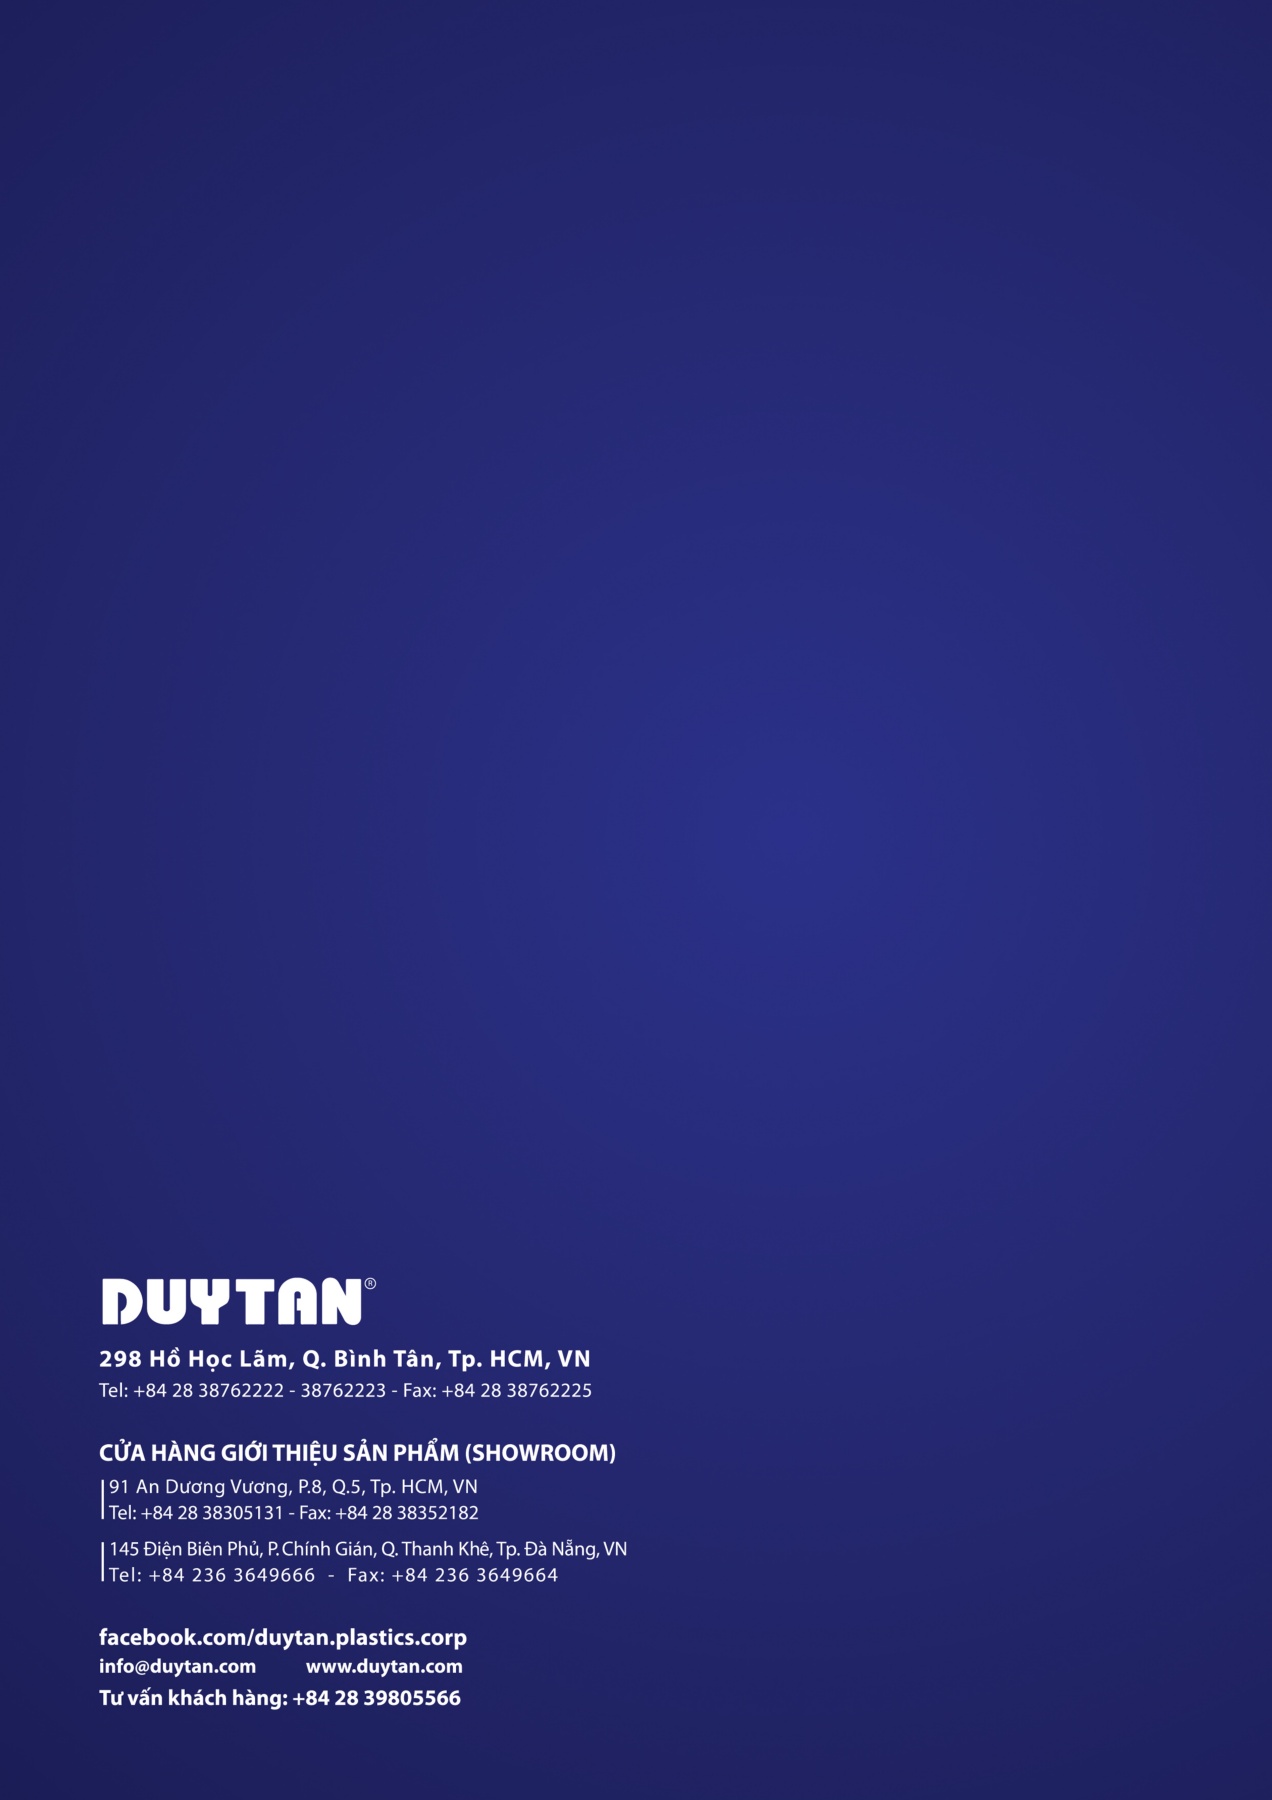 DUYTAN®
298 Hồ Học Lãm, Q. Bình Tân, Tp. HCM, VN
Tel: +84 28 38762222 - 38762223 - Fax: +84 28 38762225
CỬA HÀNG GIỚI THIỆU SẢN PHẨM (SHOWROOM)
91 An Dương Vương, P.8, Q.5, Tp. HCM, VN
Tel: +84 28 38305131 - Fax: +84 28 38352182
145 Điện Biên Phủ, P. Chính Gián, Q. Thanh Khê, Tp. Đà Nẵng, VN
Tel: +84 236 3649666 - Fax: +84 236 3649664
facebook.com/duytan.plastics.corp
info@duytan.com www.duytan.com
Tư vấn khách hàng: +84 28 39805566